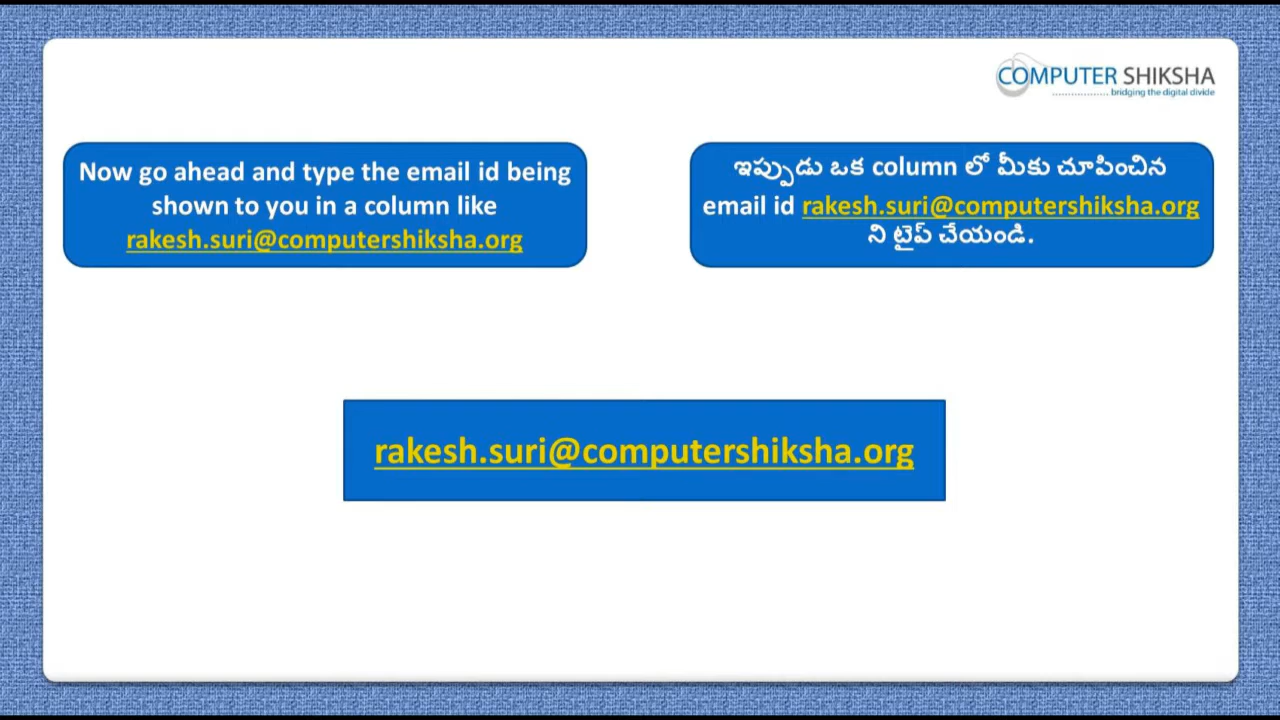 COMPUTER SHIKSHA
.................. bridging the digital divide
Now go ahead and type the email id being
shown to you in a column like
rakesh.suri@computershiksha.org
ఇప్పుడు ఒక column లో మీకు చూపించిన
email id rakesh.suri@computershiksha.org
ని టైప్ చేయండి.
rakesh.suri@computershiksha.org